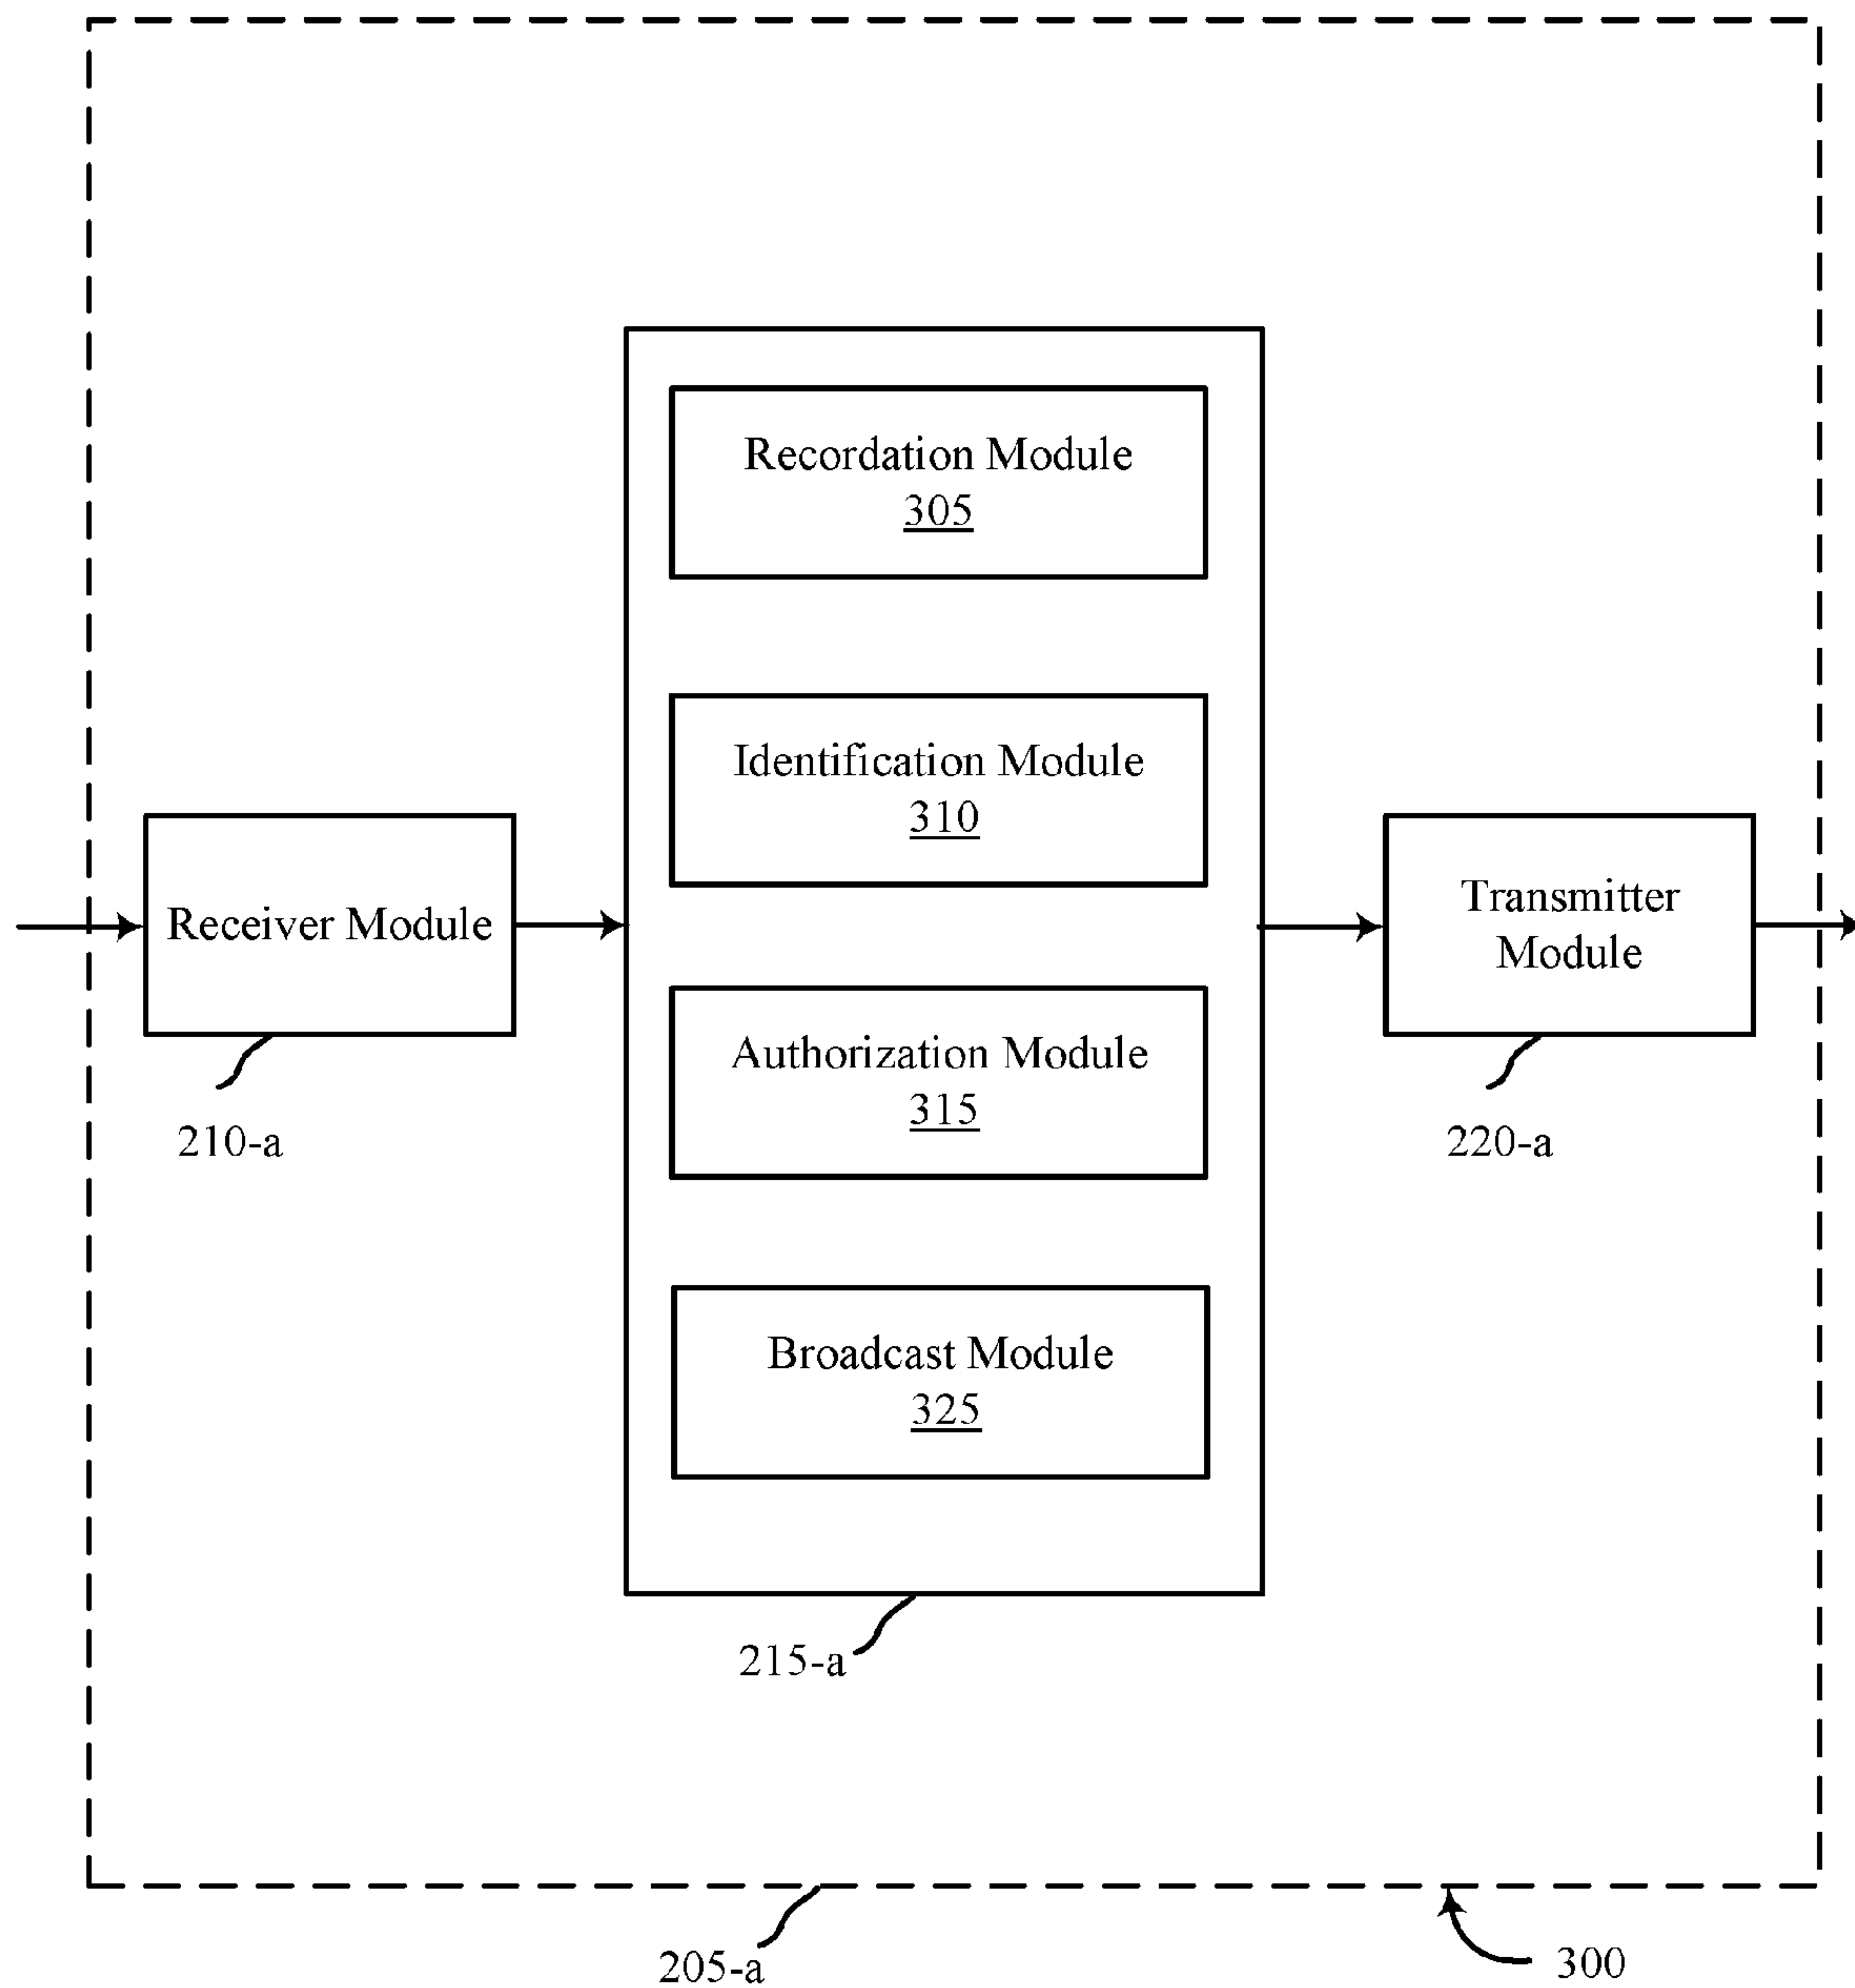 Recordation Module
305
Identification Module
310
Receiver Module
210-a
Authorization Module
315
Transmitter
Module
220-a
Broadcast Module
325
215-a
205-a
300